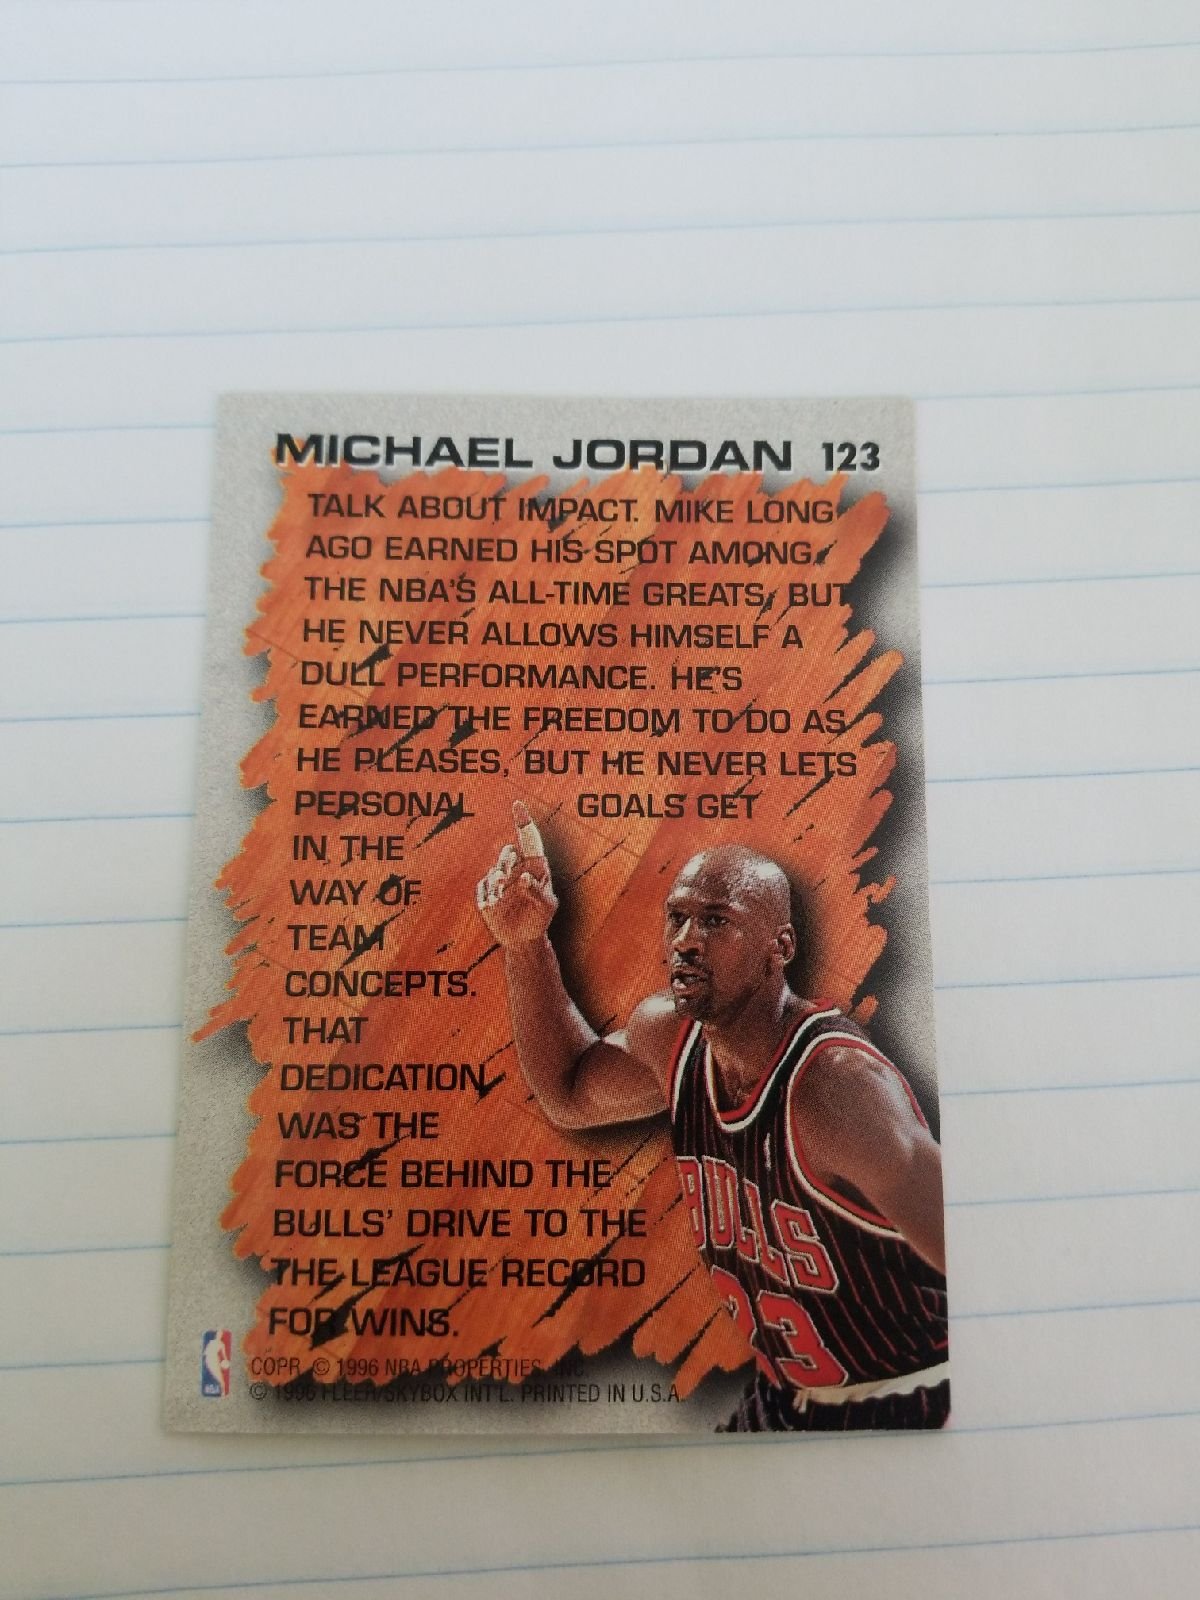 MICHAEL JORDAN 123
TALK ABOUT IMPACT. MIKE LONG
AGO EARNED HIS SPOT AMONG
THE NBA'S ALL-TIME GREATS, BUT
HE NEVER ALLOWS HIMSELF A
DULL PERFORMANCE. HE'S
EARNED THE FREEDOM TO DO AS
HE PLEASES, BUT HE NEVER LETS
PERSONAL GOALS GET
IN THE
WAY OF
TEAM
CONCEPTS.
THAT
DEDICATION
WAS THE
FORCE BEHIND THE
BULLS' DRIVE TO THE
THE LEAGUE RECORD
FOR WINS.
BULLS
23
COPR. © 1996 NBA PROPERTIES, INC.
© 1996 FLEER/SKYBOX INT'L. PRINTED IN U.S.A.
NBA